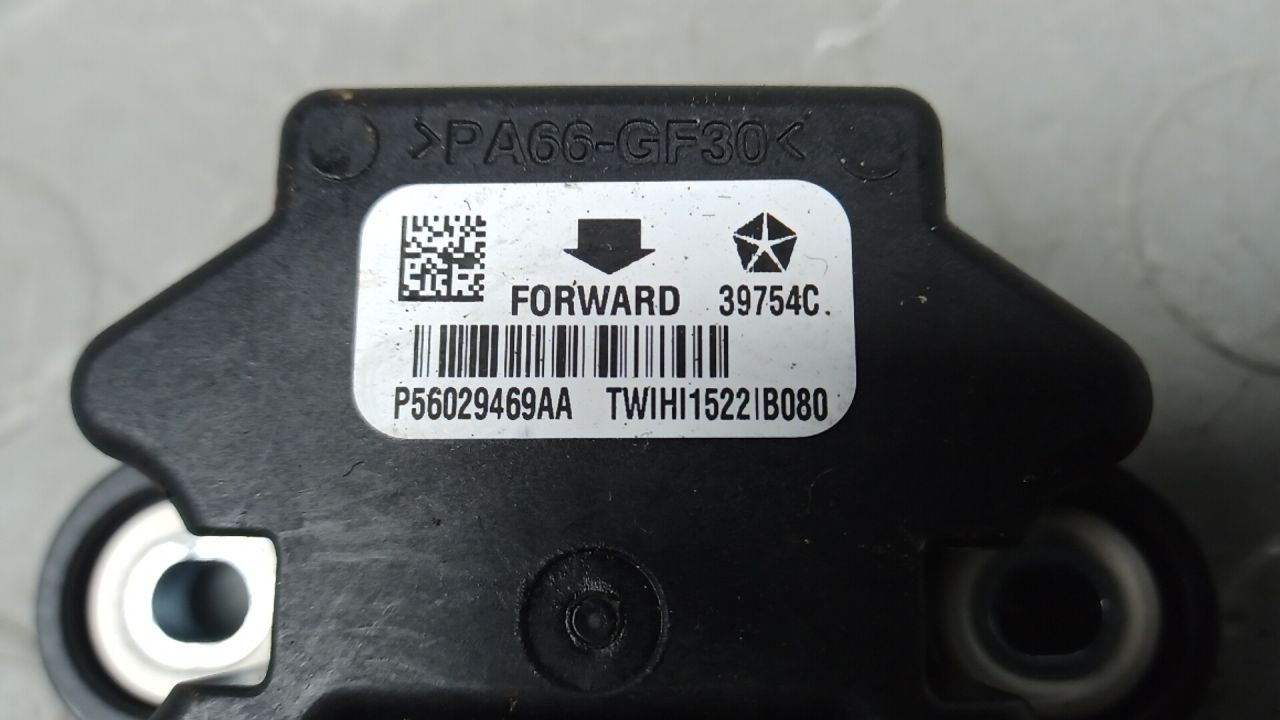 >PA66-GF30<
FORWARD 39754C
P56029469AA TWIHI1522IB080